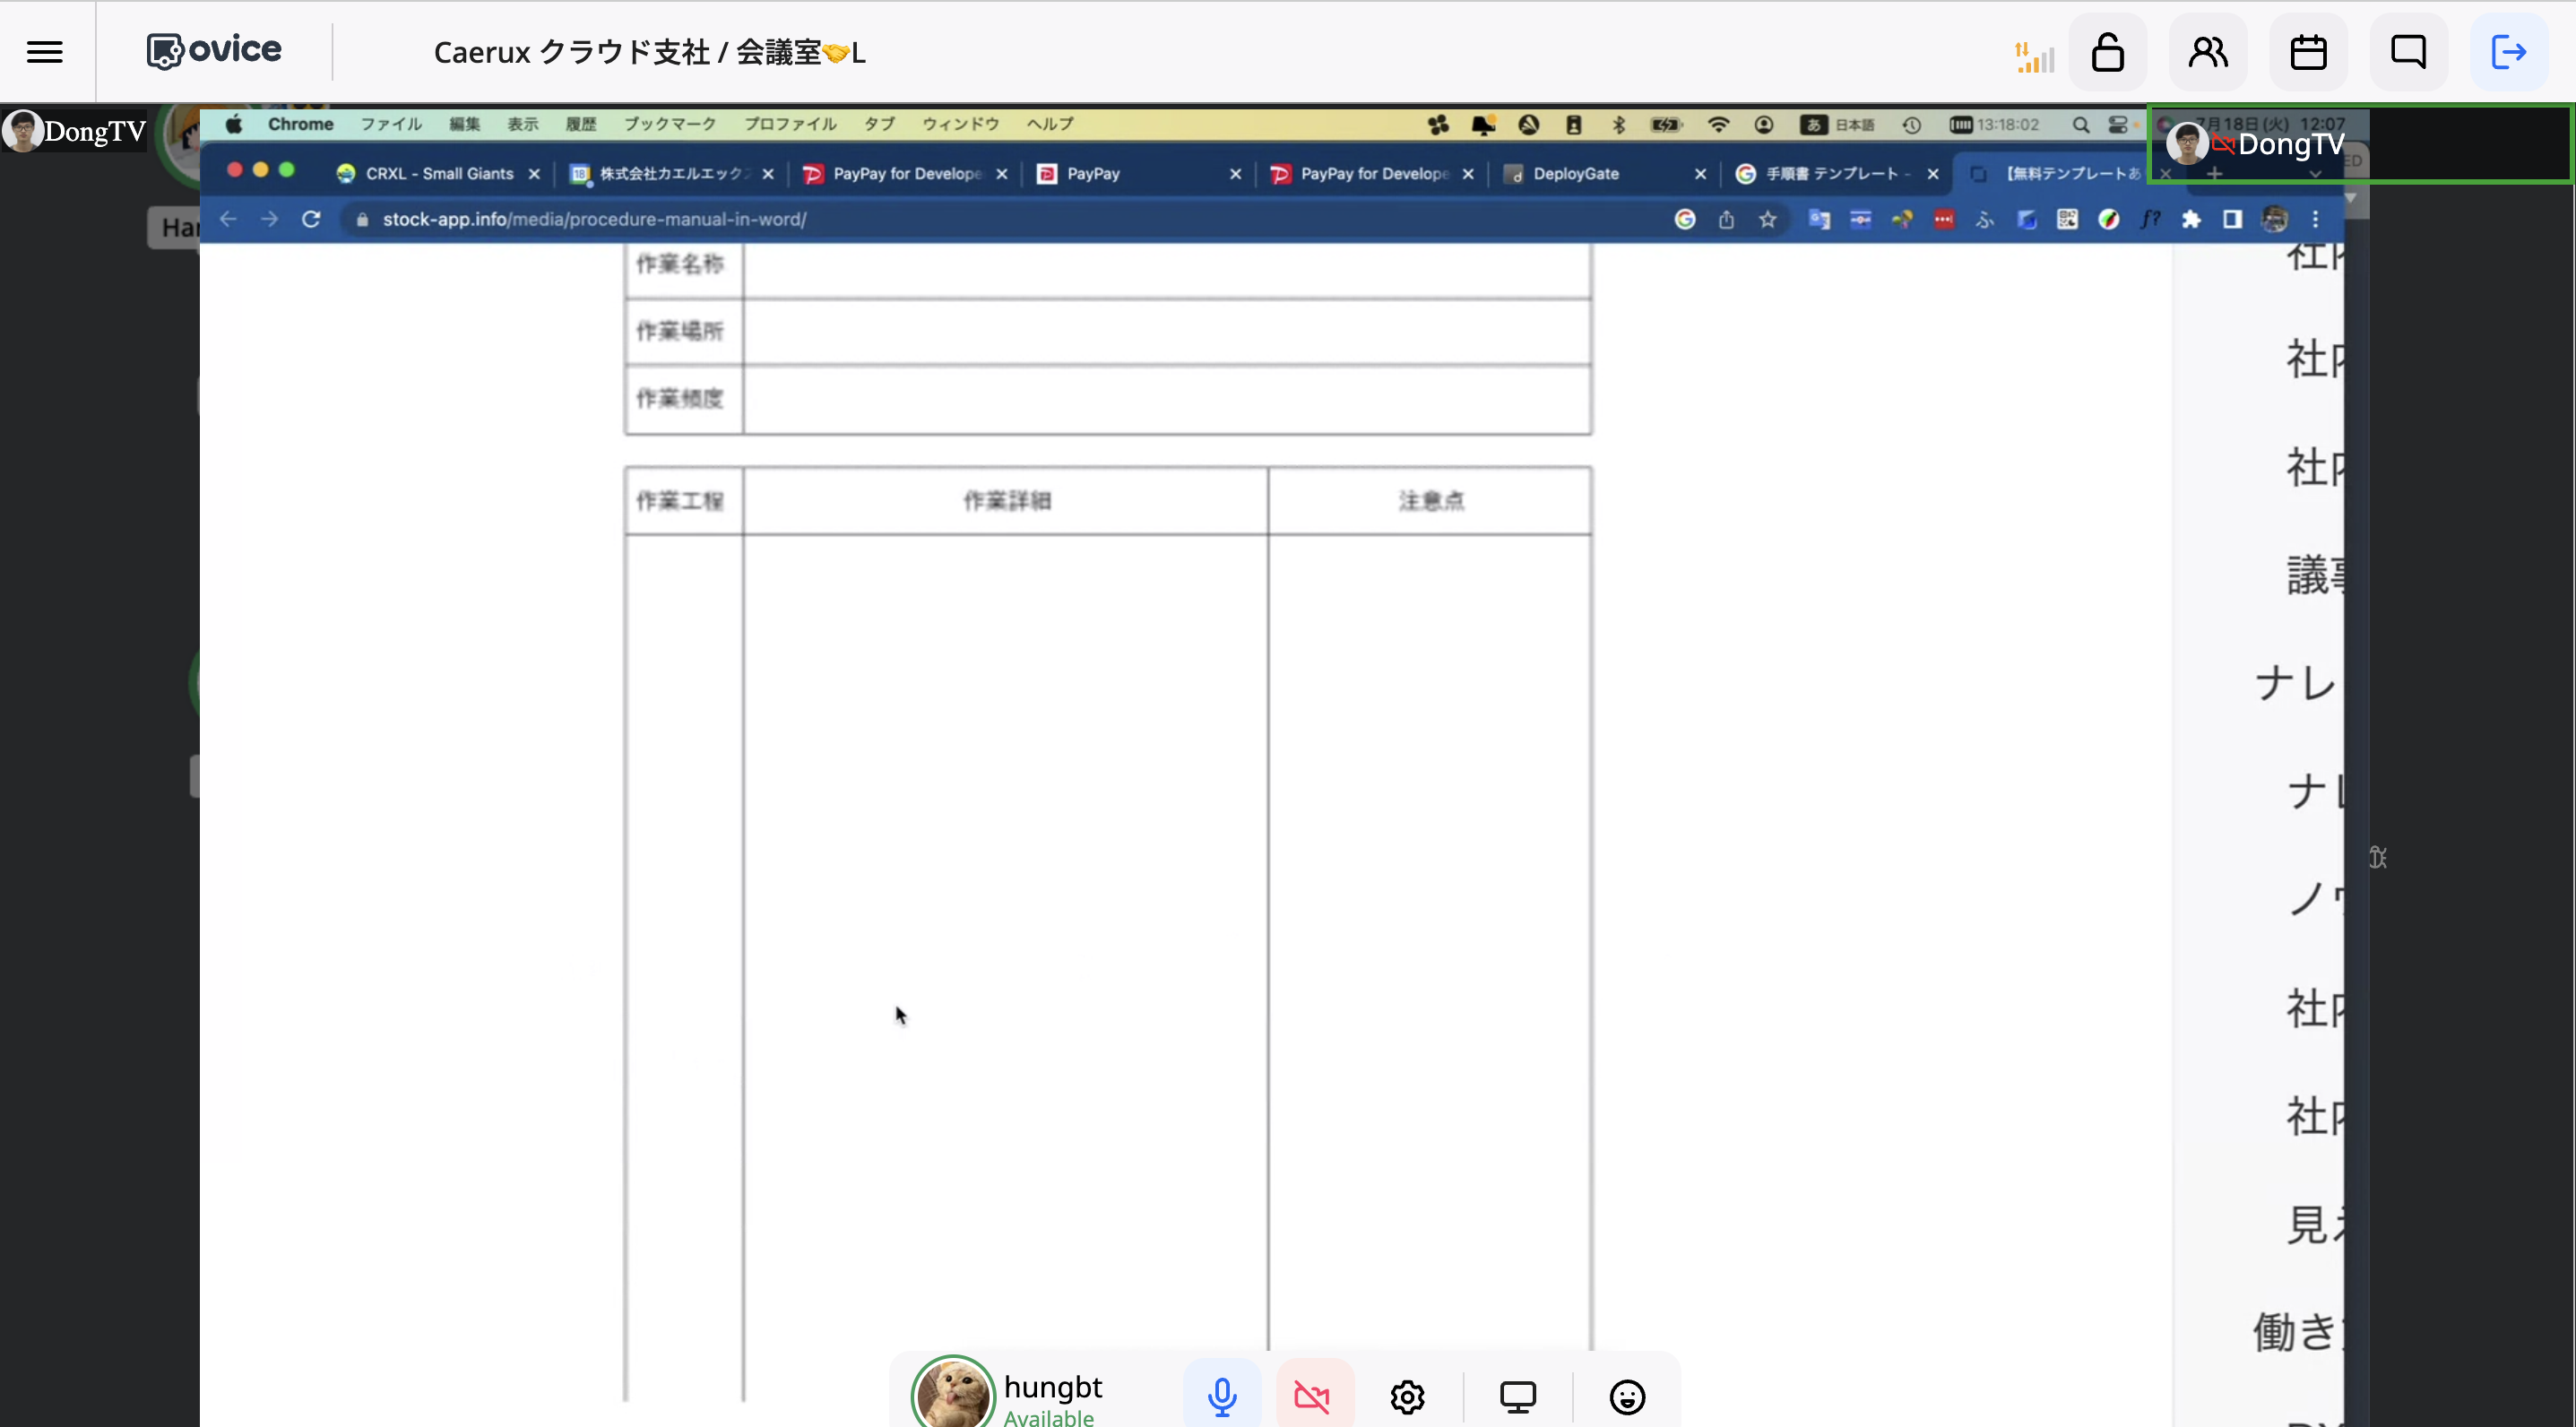 ovice
Caerux クラウド支社 / 会議室🤝L
DongTV
Chrome ファイル 編集 表示 履歴 ブックマーク プロファイル タブ ウィンドウ ヘルプ
あ 日本語 13:18:02 7月18日(火) 12:07
DongTV
CRXL - Small Giants
18 株式会社カエルエック
PayPay for Develope
PayPay
PayPay for Develope
DeployGate
手順書 テンプレート -
【無料テンプレートあ
ED
stock-app.info/media/procedure-manual-in-word/
Ha
作業名称
作業場所
作業頻度
作業工程 作業詳細 注意点
社
社
社
議
ナレ
ナ
ノ
社
社
見
働き
hungbt
Available